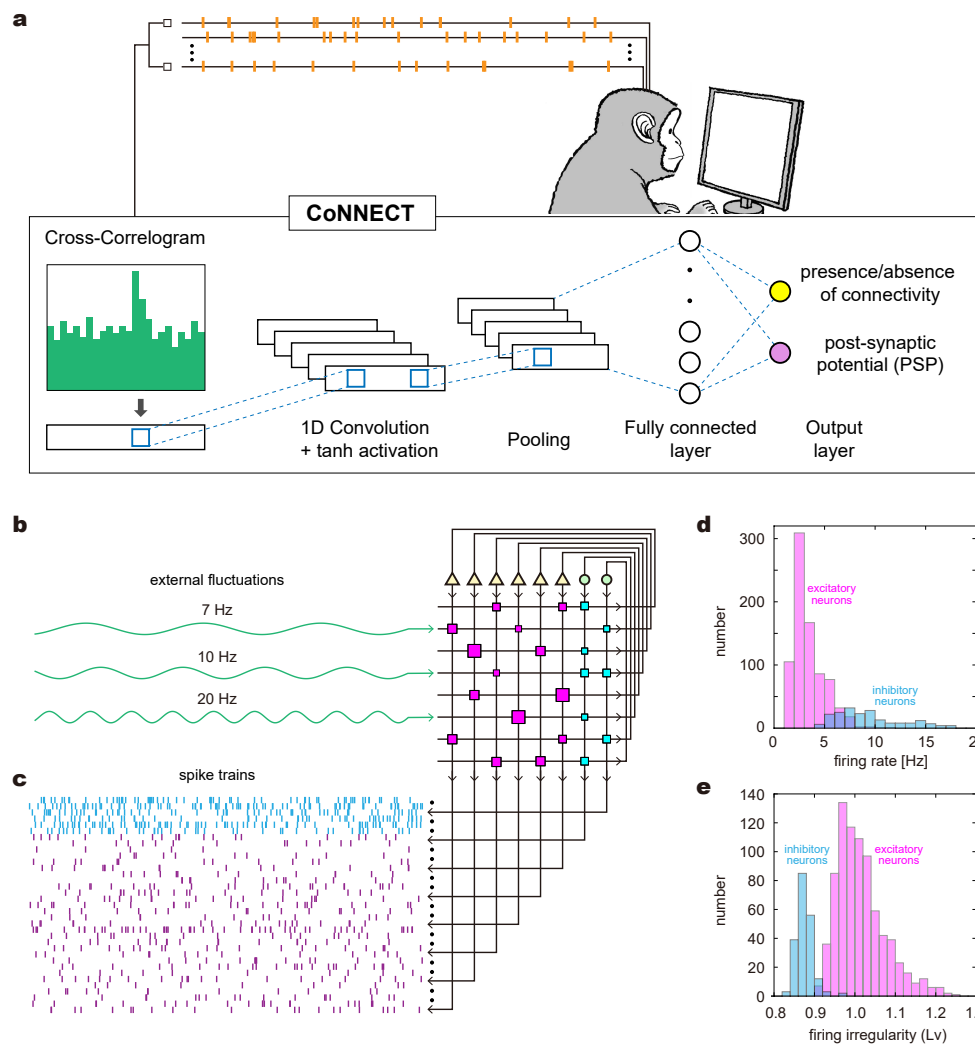 a
CoNNECT
Cross-Correlogram
presence/absence
of connectivity
post-synaptic
potential (PSP)
1D Convolution
+ tanh activation
Pooling
Fully connected
layer
Output
layer
b
external fluctuations
7 Hz
10 Hz
20 Hz
c
spike trains
d
300
200
100
0
number
excitatory
neurons
inhibitory
neurons
0
5
10
15
firing rate [Hz]
e
140
120
100
80
60
40
20
0
number
inhibitory
neurons
excitatory
neurons
0.8
0.9
1.0
1.1
1.2
firing irregularity (Lv)